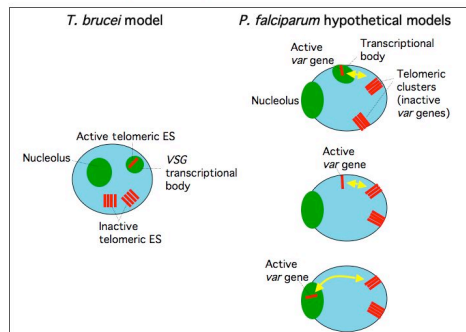 T. brucei model
P. falciparum hypothetical models
Nucleolus
Active telomeric ES
VSG
transcriptional
body
Inactive
telomeric ES
Active
var gene
Transcriptional
body
Telomeric
clusters
(inactive
var genes)
Nucleolus
Active
var gene
Active
var gene